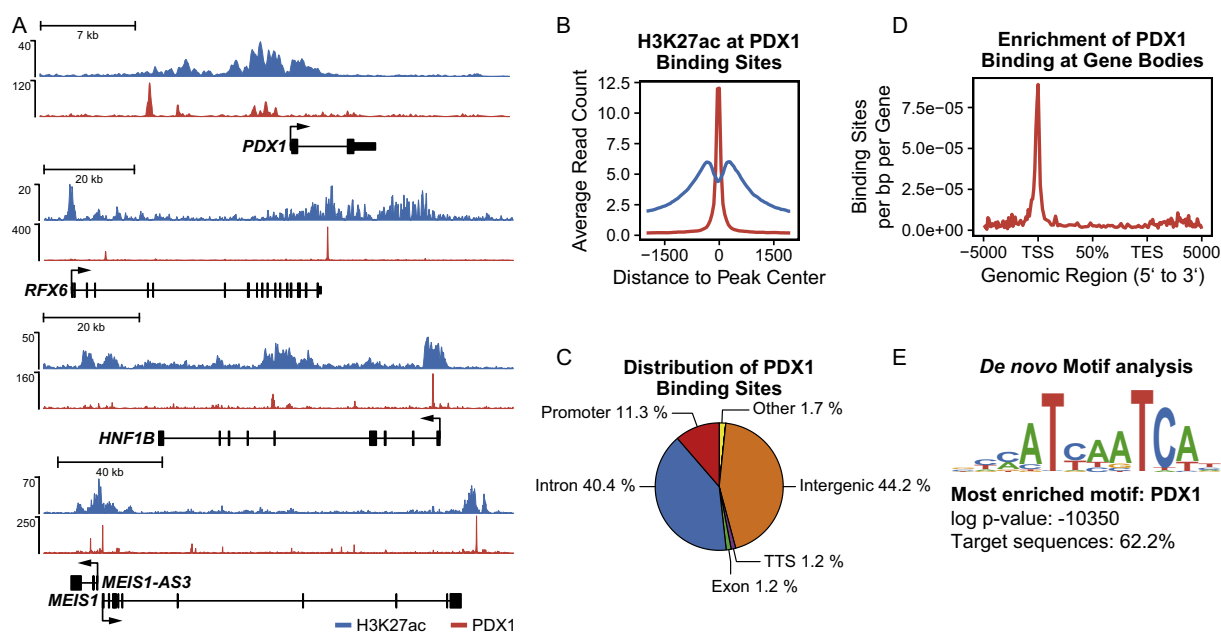 A
7 kb
40
120
PDX1
20 kb
20
400
RFX6
20 kb
50
160
HNF1B
40 kb
70
250
MEIS1-AS3
MEIS1
H3K27ac
PDX1
B
H3K27ac at PDX1
Binding Sites
Average Read Count
12.5
10.0
7.5
5.0
2.5
0.0
−1500
0
1500
Distance to Peak Center
C
Distribution of PDX1
Binding Sites
Promoter 11.3 %
Other 1.7 %
Intron 40.4 %
Intergenic 44.2 %
TTS 1.2 %
Exon 1.2 %
D
Enrichment of PDX1
Binding at Gene Bodies
Binding Sites
per bp per Gene
7.5e−05
5.0e−05
2.5e−05
0.0e+00
−5000
TSS
50%
TES
5000
Genomic Region (5‘ to 3‘)
E
De novo Motif analysis
CCATCAATCA
Most enriched motif: PDX1
log p-value: -10350
Target sequences: 62.2%